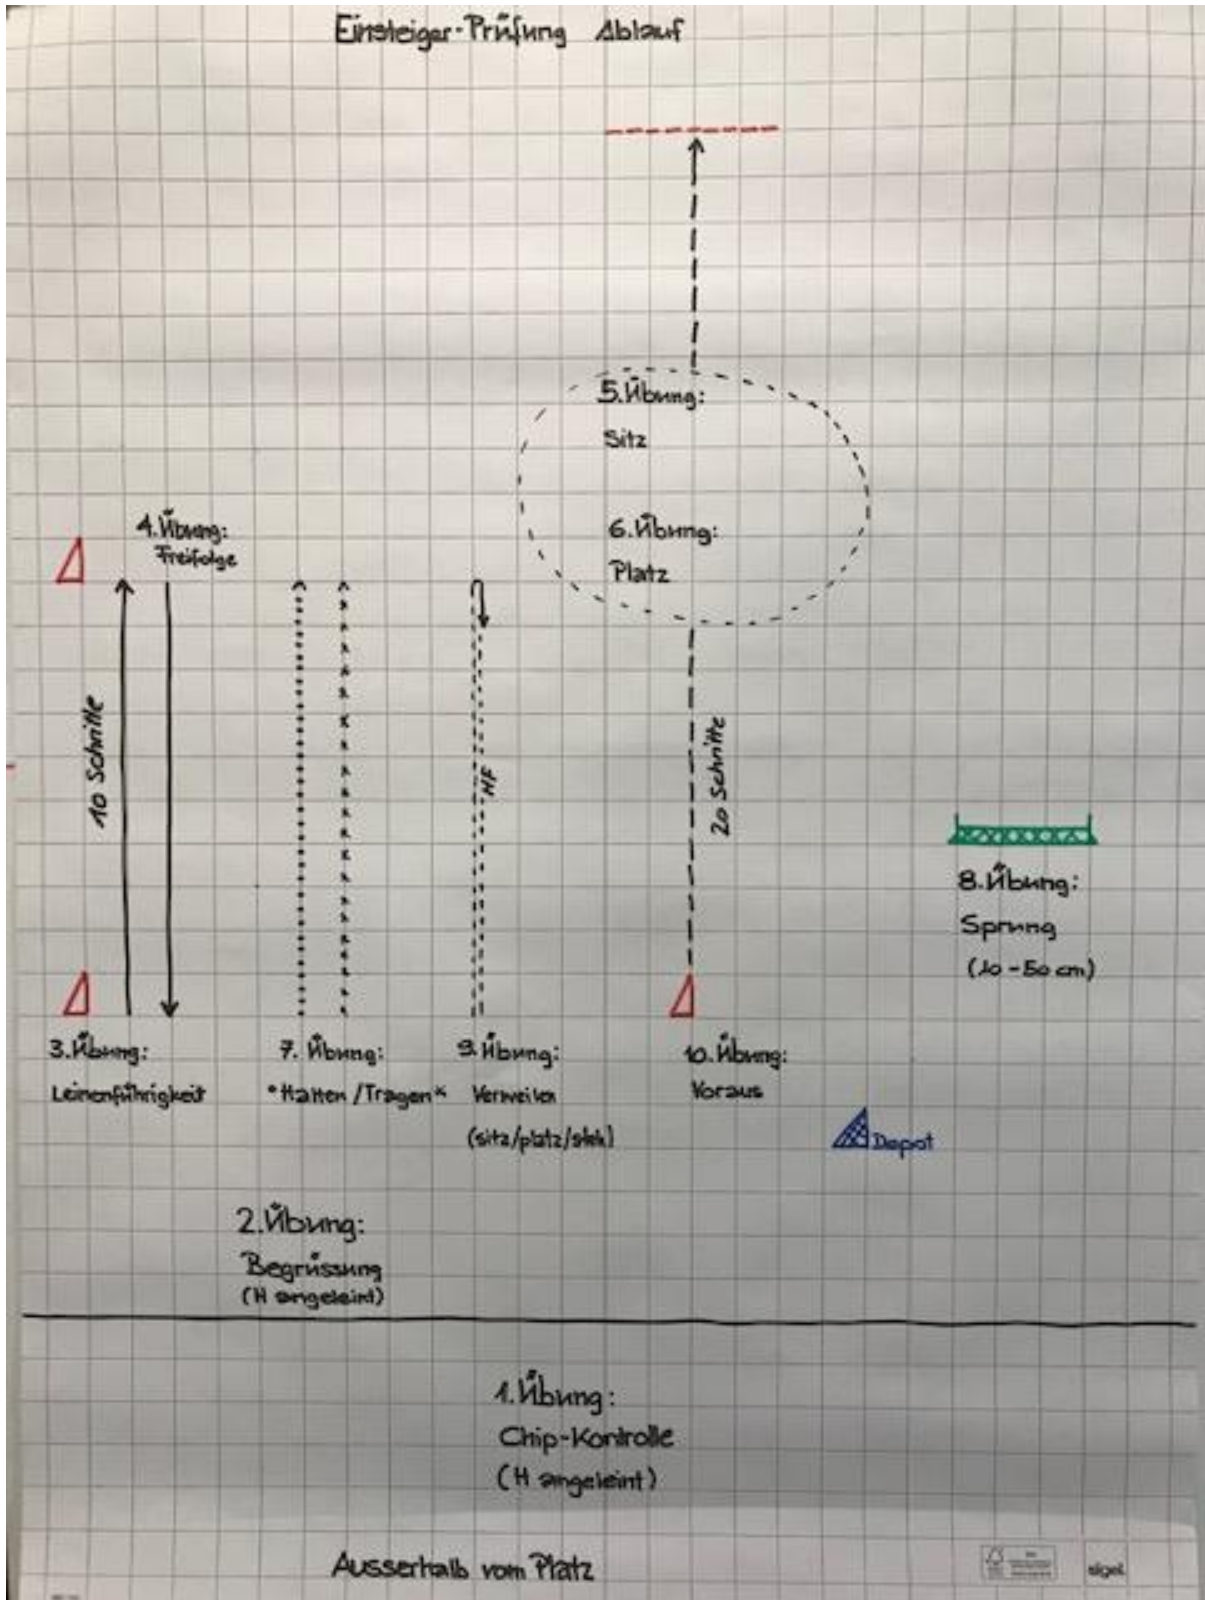 Einsteiger-Prüfung Ablauf
5.Übung:
Sitz
6.Übung:
Platz
4.Übung:
Freifolge
10 Schritte
HF
20 Schritte
8.Übung:
Sprung
(10-50 cm)
3.Übung:
Leinenführigkeit
7. Übung:
*Halten/Tragen*
9.Übung:
Verweilen
(sitz/platz/steh)
10.Übung:
Voraus
Depot
2.Übung:
Begrüssung
(H angeleint)
1.Übung:
Chip-Kontrolle
(H angeleint)
Ausserhalb vom Platz
sigel